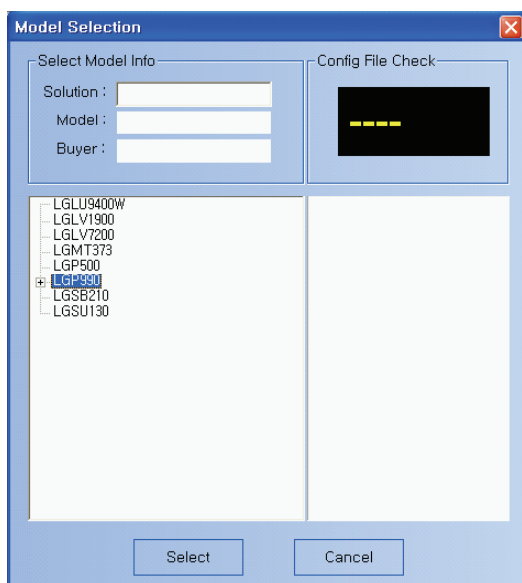 Model Selection
Select Model Info
Config File Check
Solution :
Model :
Buyer :
----
LGLU9400W
LGLV1900
LGLV7200
LGMT373
LGP500
LGP990
LGSB210
LGSU130
Select
Cancel